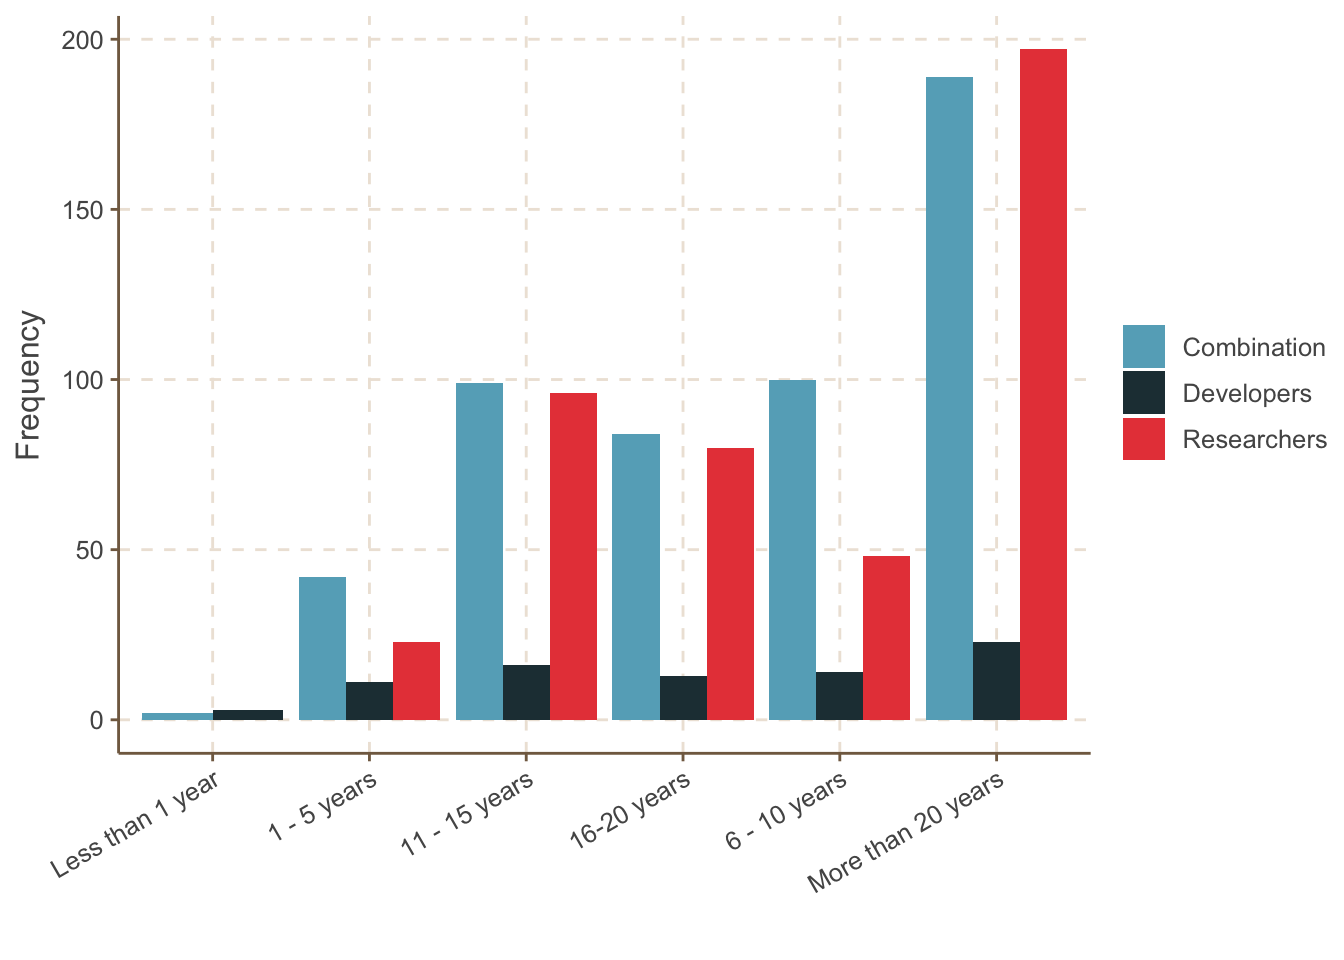 200
150
100
50
0
Frequency
Less than 1 year
1 - 5 years
11 - 15 years
16-20 years
6 - 10 years
More than 20 years
Combination
Developers
Researchers